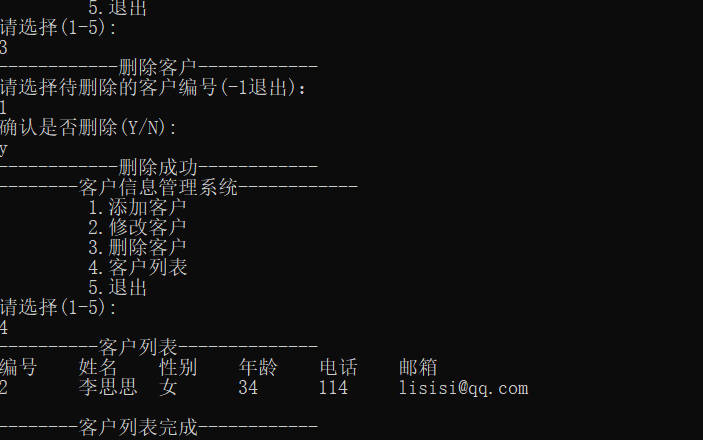 5.退出
请选择(1-5):
3
------------删除客户------------
请选择待删除的客户编号(-1退出):
1
确认是否删除(Y/N):
y
------------删除成功------------
--------客户信息管理系统------------
1.添加客户
2.修改客户
3.删除客户
4.客户列表
5.退出
请选择(1-5):
4
----------客户列表--------------
编号 姓名 性别 年龄 电话 邮箱
2 李思思 女 34 114 lisisi@qq.com
--------客户列表完成------------